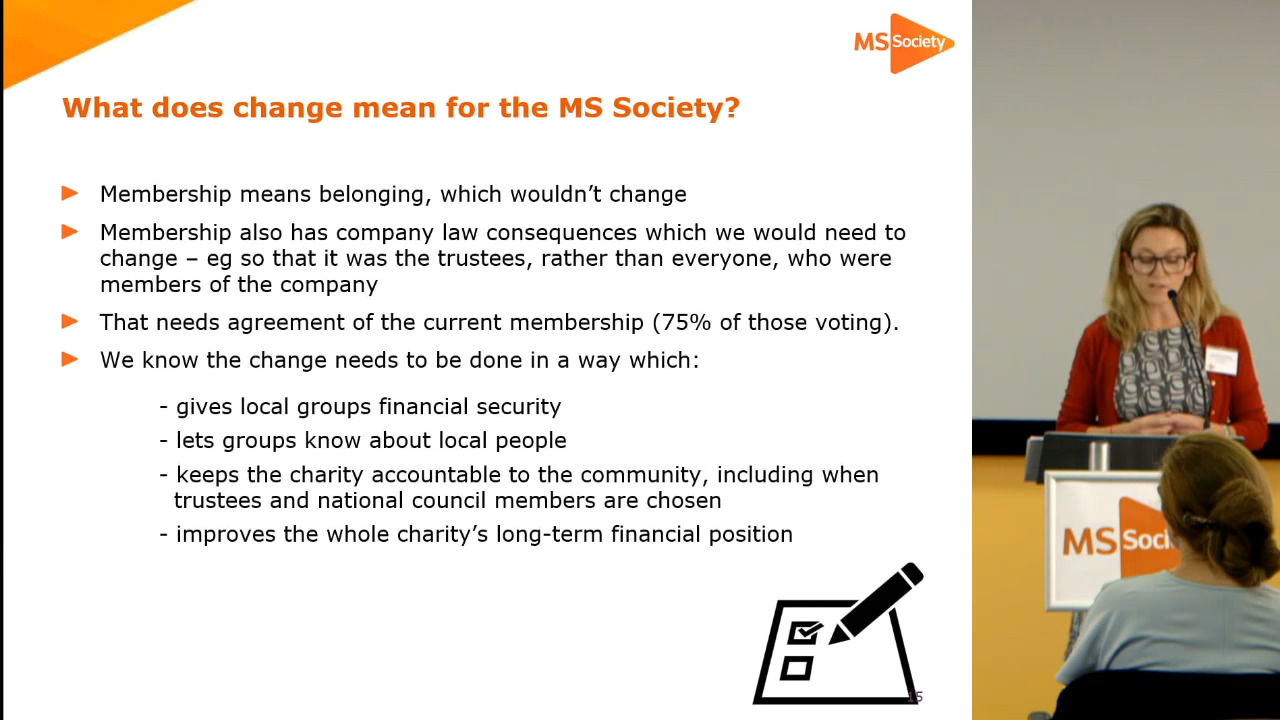 MS Society
What does change mean for the MS Society?
Membership means belonging, which wouldn’t change
Membership also has company law consequences which we would need to
change – eg so that it was the trustees, rather than everyone, who were
members of the company
That needs agreement of the current membership (75% of those voting).
We know the change needs to be done in a way which:
- gives local groups financial security
- lets groups know about local people
- keeps the charity accountable to the community, including when
trustees and national council members are chosen
- improves the whole charity’s long-term financial position
15
MS Soci